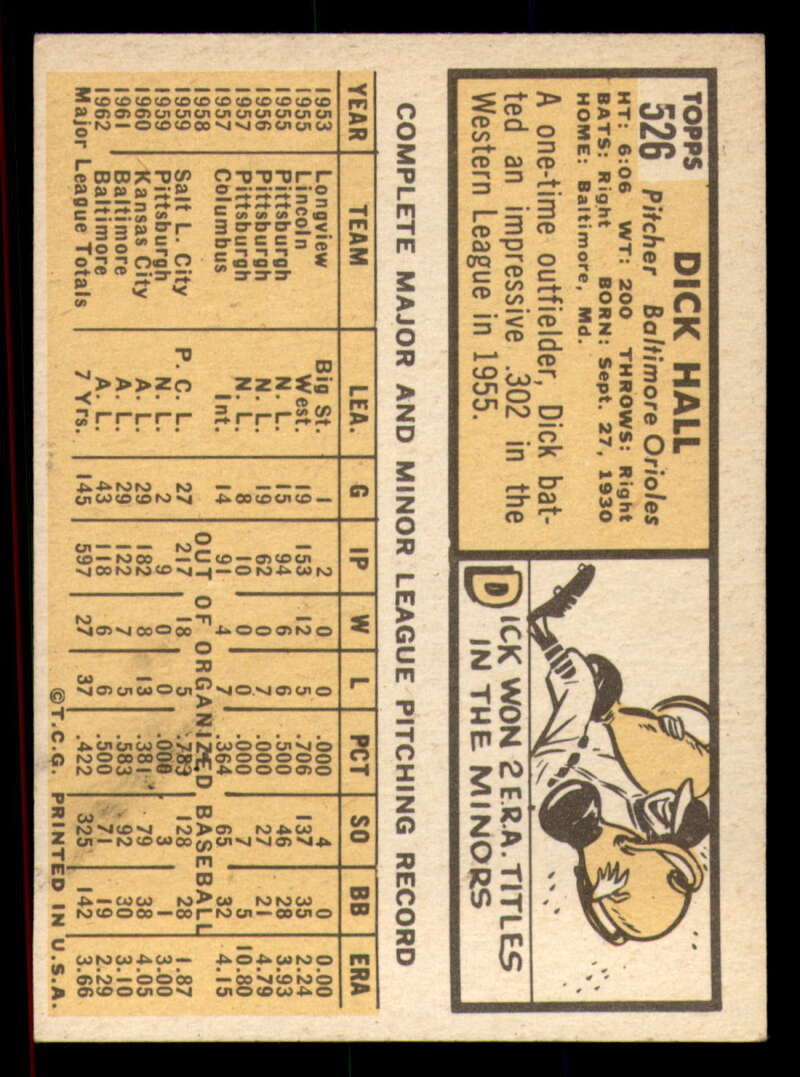 TOPPS
526
DICK HALL
Pitcher Baltimore Orioles
HT: 6:06 WT: 200 THROWS: Right
BATS: Right BORN: Sept. 27, 1930
HOME: Baltimore, Md.
A one-time outfielder, Dick bat-
ted an impressive .302 in the
Western League in 1955.
DICK WON 2 E.R.A. TITLES
IN THE MINORS
COMPLETE MAJOR AND MINOR LEAGUE PITCHING RECORD
YEAR TEAM LEA. G IP W L PCT SO BB ERA
1953 Longview Big St. 1 2 0 0 .000 4 0 0.00
1955 Lincoln West. 19 153 12 5 .706 137 35 2.24
1955 Pittsburgh N. L. 15 94 6 6 .500 46 28 3.93
1956 Pittsburgh N. L. 19 62 0 7 .000 27 21 4.79
1957 Pittsburgh N. L. 8 10 0 0 .000 7 5 10.80
1957 Columbus Int. 14 91 4 7 .364 65 32 4.15
1958 OUT OF ORGANIZED BASEBALL
1959 Salt L. City P. C. L. 27 217 18 5 .783 128 28 1.87
1959 Pittsburgh N. L. 2 9 0 0 .000 3 1 3.00
1960 Kansas City A. L. 29 182 8 13 .381 79 38 4.05
1961 Baltimore A. L. 29 122 7 5 .583 92 30 3.10
1962 Baltimore A. L. 43 118 6 6 .500 71 19 2.29
Major League Totals 7 Yrs. 145 597 27 37 .422 325 142 3.66
©T.C.G. PRINTED IN U.S.A.